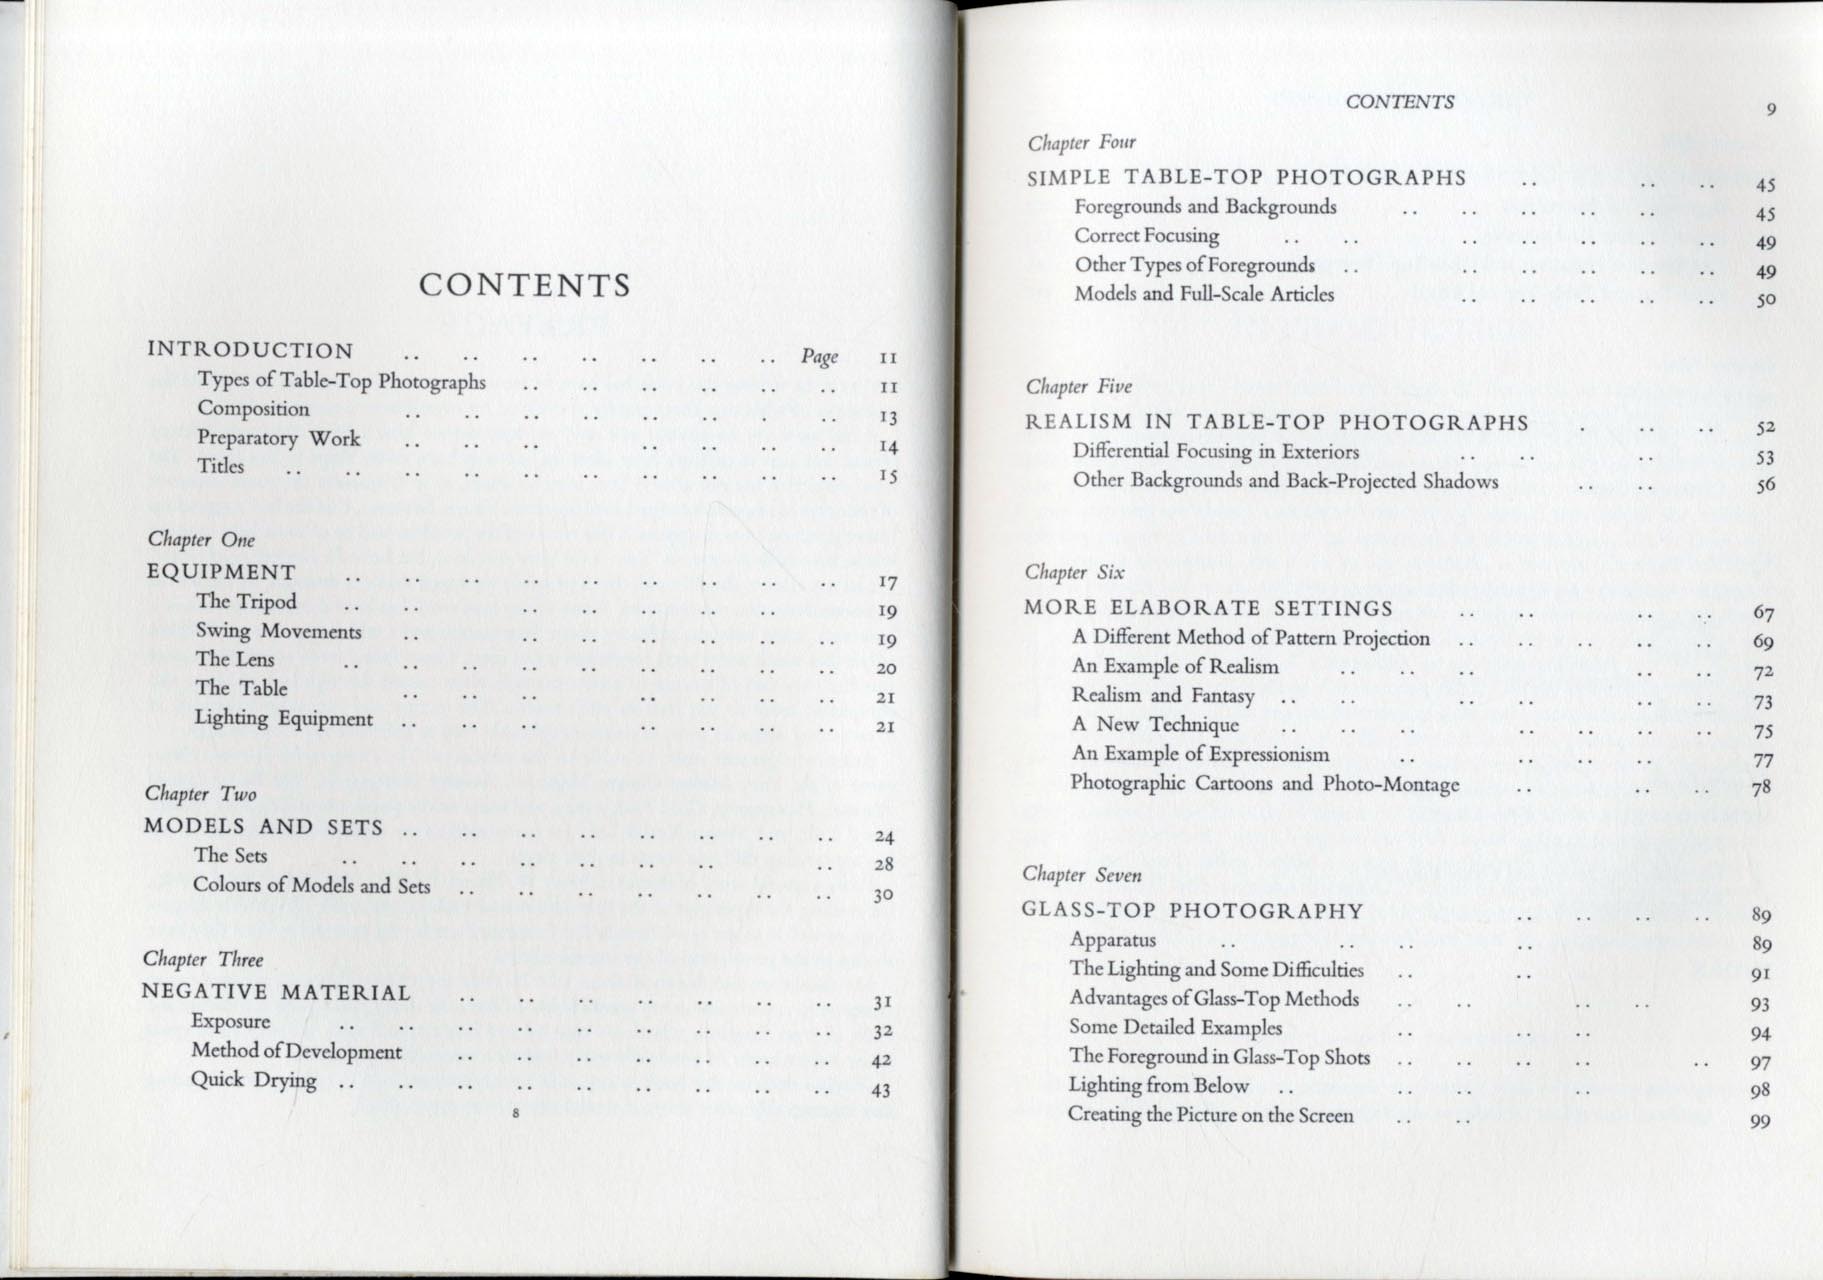 CONTENTS
INTRODUCTION .. .. .. .. .. .. .. Page 11
Types of Table-Top Photographs .. .. .. .. .. .. 11
Composition .. .. .. .. .. .. .. .. 13
Preparatory Work .. .. .. .. .. .. .. .. 14
Titles .. .. .. .. .. .. .. .. .. .. 15
Chapter One
EQUIPMENT .. .. .. .. .. .. .. .. .. 17
The Tripod .. .. .. .. .. .. .. 19
Swing Movements .. .. .. .. .. .. 19
The Lens .. .. .. .. .. .. .. .. .. 20
The Table .. .. .. .. .. .. .. 21
Lighting Equipment .. .. .. .. .. .. .. .. 21
Chapter Two
MODELS AND SETS .. .. .. .. .. .. .. .. 24
The Sets .. .. .. .. .. .. .. .. 28
Colours of Models and Sets .. .. .. .. .. .. .. 30
Chapter Three
NEGATIVE MATERIAL .. .. .. .. .. .. .. 31
Exposure .. .. .. .. .. .. .. .. .. 32
Method of Development .. .. .. .. .. .. .. 42
Quick Drying .. .. .. .. .. .. .. .. .. 43
8
CONTENTS 9
Chapter Four
SIMPLE TABLE-TOP PHOTOGRAPHS .. .. .. 45
Foregrounds and Backgrounds .. .. .. .. .. 45
Correct Focusing .. .. .. .. .. .. .. 49
Other Types of Foregrounds .. .. .. .. .. .. 49
Models and Full-Scale Articles .. .. .. .. .. 50
Chapter Five
REALISM IN TABLE-TOP PHOTOGRAPHS . .. .. 52
Differential Focusing in Exteriors .. .. .. 53
Other Backgrounds and Back-Projected Shadows .. .. 56
Chapter Six
MORE ELABORATE SETTINGS .. .. .. .. 67
A Different Method of Pattern Projection .. .. .. .. .. 69
An Example of Realism .. .. .. .. .. 72
Realism and Fantasy .. .. .. .. .. .. 73
A New Technique .. .. .. .. .. .. .. 75
An Example of Expressionism .. .. .. .. 77
Photographic Cartoons and Photo-Montage .. .. .. 78
Chapter Seven
GLASS-TOP PHOTOGRAPHY .. .. .. .. 89
Apparatus .. .. .. .. 89
The Lighting and Some Difficulties .. .. 91
Advantages of Glass-Top Methods .. .. .. .. 93
Some Detailed Examples .. .. .. 94
The Foreground in Glass-Top Shots .. .. .. .. .. 97
Lighting from Below .. .. .. .. 98
Creating the Picture on the Screen .. .. 99